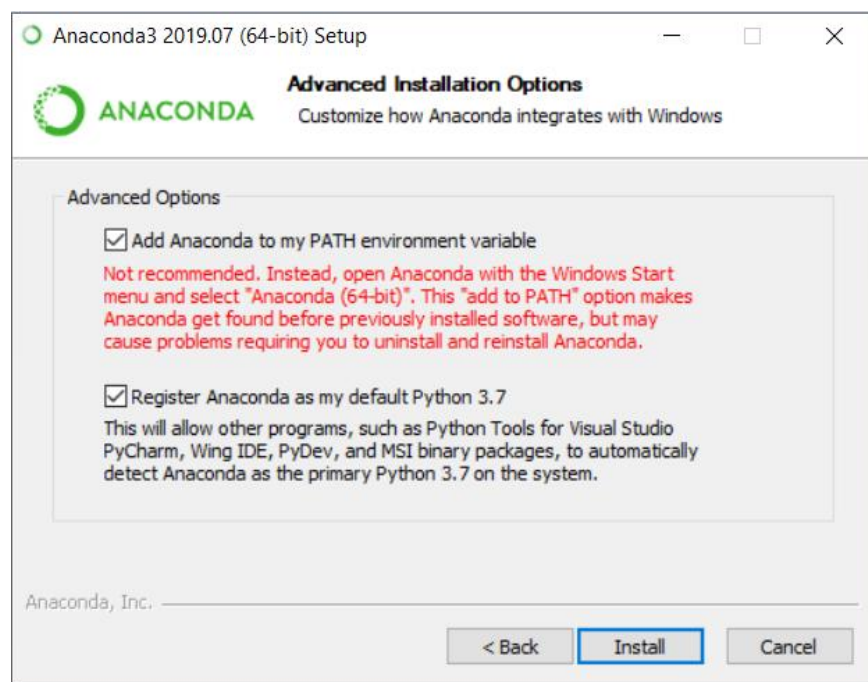 Anaconda3 2019.07 (64-bit) Setup
ANACONDA
Advanced Installation Options
Customize how Anaconda integrates with Windows
Advanced Options
Add Anaconda to my PATH environment variable
Not recommended. Instead, open Anaconda with the Windows Start
menu and select "Anaconda (64-bit)". This "add to PATH" option makes
Anaconda get found before previously installed software, but may
cause problems requiring you to uninstall and reinstall Anaconda.
Register Anaconda as my default Python 3.7
This will allow other programs, such as Python Tools for Visual Studio
PyCharm, Wing IDE, PyDev, and MSI binary packages, to automatically
detect Anaconda as the primary Python 3.7 on the system.
Anaconda, Inc.
< Back
Install
Cancel